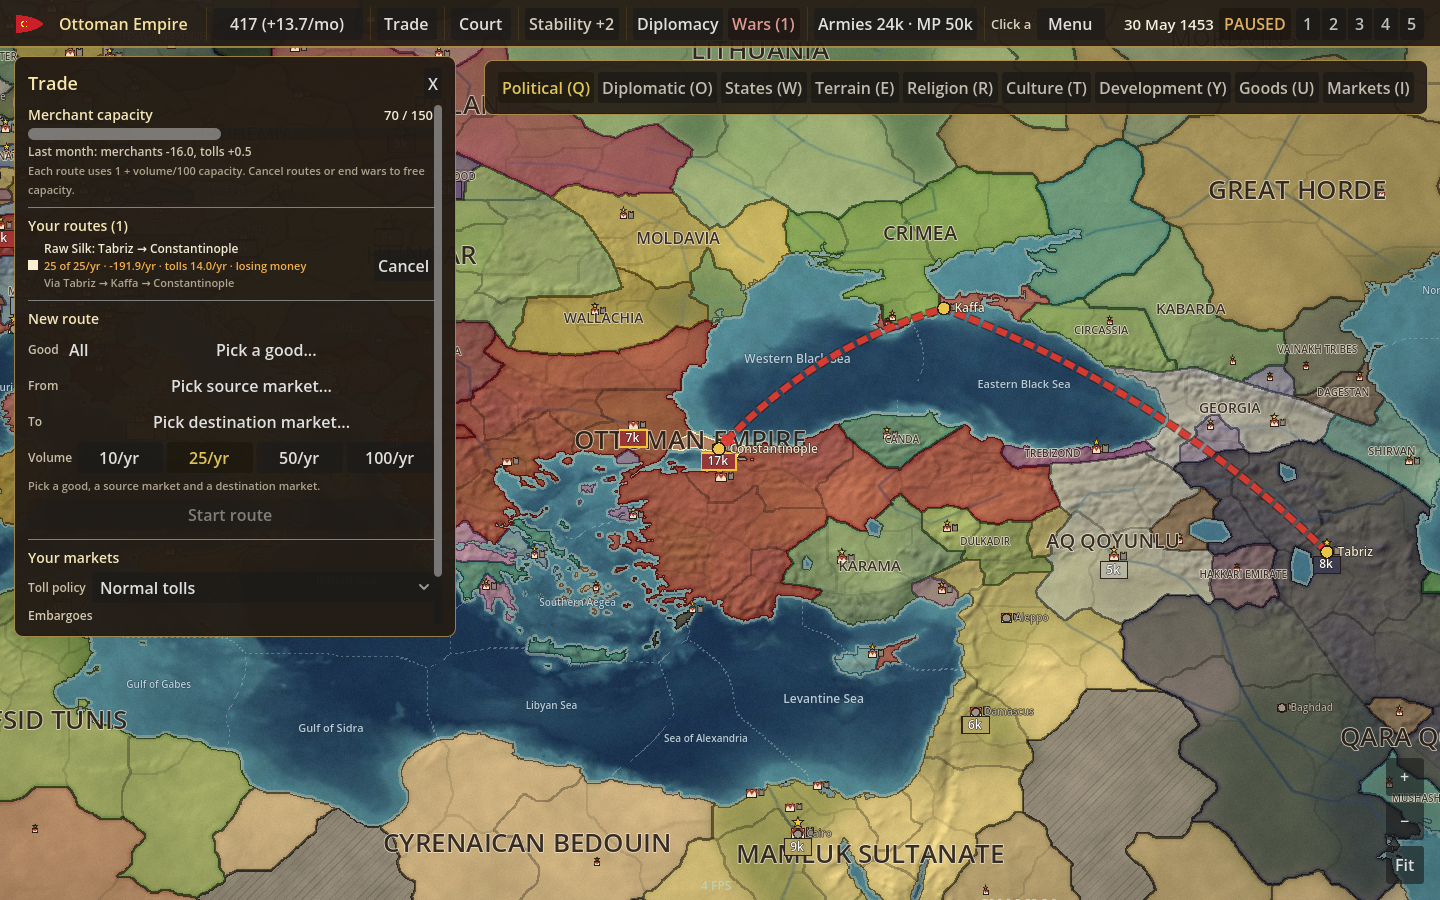 Ottoman Empire
417 (+13.7/mo)
Trade
Court
Stability +2
Diplomacy
Wars (1)
Armies 24k · MP 50k
Click a
Menu
30 May 1453
PAUSED
1 2 3 4 5
Trade
X
Merchant capacity
70 / 150
Last month: merchants -16.0, tolls +0.5
Each route uses 1 + volume/100 capacity. Cancel routes or end wars to free
capacity.
Your routes (1)
Raw Silk: Tabriz → Constantinople
25 of 25/yr · -191.9/yr · tolls 14.0/yr · losing money
Via Tabriz → Kaffa → Constantinople
Cancel
New route
Good All Pick a good...
From Pick source market...
To Pick destination market...
Volume 10/yr 25/yr 50/yr 100/yr
Pick a good, a source market and a destination market.
Start route
Your markets
Toll policy Normal tolls
Embargoes
Political (Q)
Diplomatic (O)
States (W)
Terrain (E)
Religion (R)
Culture (T)
Development (Y)
Goods (U)
Markets (I)
LITHUANIA
GREAT HORDE
MOLDAVIA
CRIMEA
WALLACHIA
Kaffa
KABARDA
CIRCASSIA
VAINAKH TRIBES
DAGESTAN
Western Black Sea
Eastern Black Sea
GEORGIA
OTTOMAN EMPIRE
7k
Constantinople
17k
CANDA
TREBIZOND
SHIRVAN
DULKADIR
AQ QOYUNLU
5k
Tabriz
8k
KARAMA
HAKKARI EMIRATE
Southern Aegea
Aleppo
Gulf of Gabes
Levantine Sea
Libyan Sea
Gulf of Sidra
Sea of Alexandria
Damascus
6k
Baghdad
FSID TUNIS
QARA Q
MUSHASH
CYRENAICAN BEDOUIN
Cairo
9k
MAMLUK SULTANATE
4 FPS
+
−
Fit